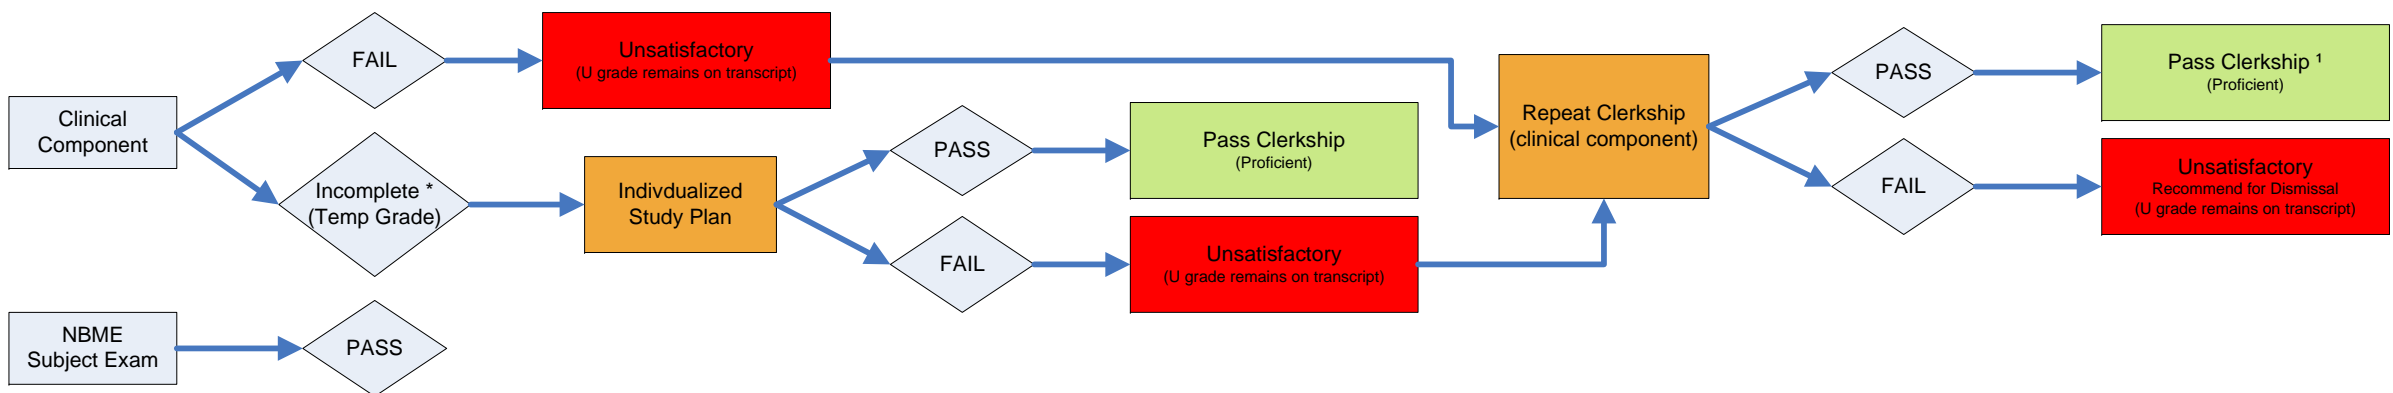 FAIL
Unsatisfactory
(U grade remains on transcript)
Clinical
Component
Incomplete *
(Temp Grade)
Indivdualized
Study Plan
PASS
Pass Clerkship
(Proficient)
FAIL
Unsatisfactory
(U grade remains on transcript)
Repeat Clerkship
(clinical component)
PASS
Pass Clerkship ¹
(Proficient)
FAIL
Unsatisfactory
Recommend for Dismissal
(U grade remains on transcript)
NBME
Subject Exam
PASS